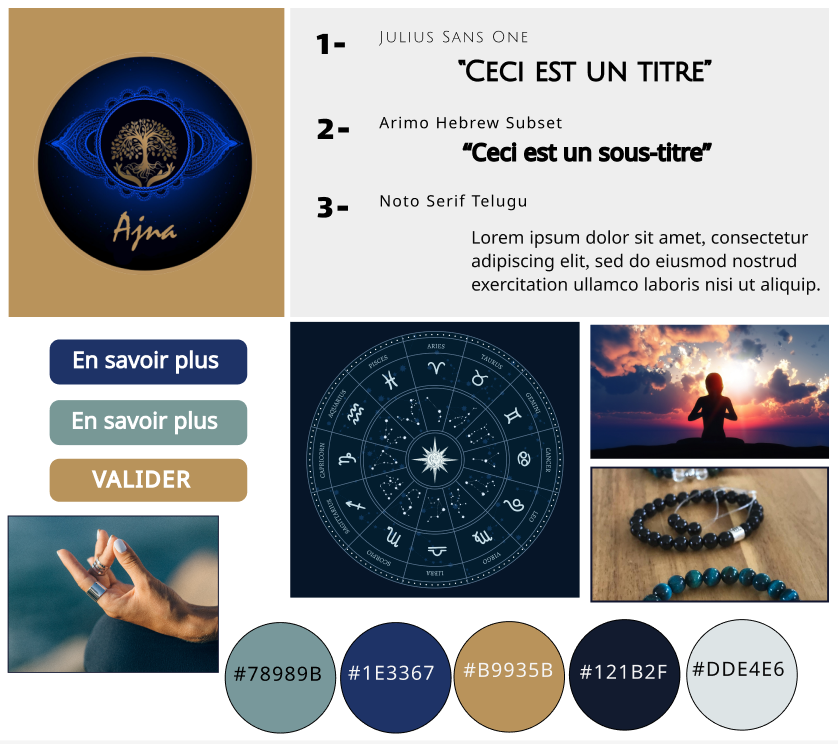 Ajna
1-
Julius Sans One
"Ceci est un titre"
2-
Arimo Hebrew Subset
“Ceci est un sous-titre”
3-
Noto Serif Telugu
Lorem ipsum dolor sit amet, consectetur
adipiscing elit, sed do eiusmod nostrud
exercitation ullamco laboris nisi ut aliquip.
En savoir plus
En savoir plus
VALIDER
ARIES
TAURUS
GEMINI
CANCER
LEO
VIRGO
LIBRA
SCORPIO
SAGITTARIUS
CAPRICORN
AQUARIUS
PISCES
#78989B
#1E3367
#B9935B
#121B2F
#DDE4E6